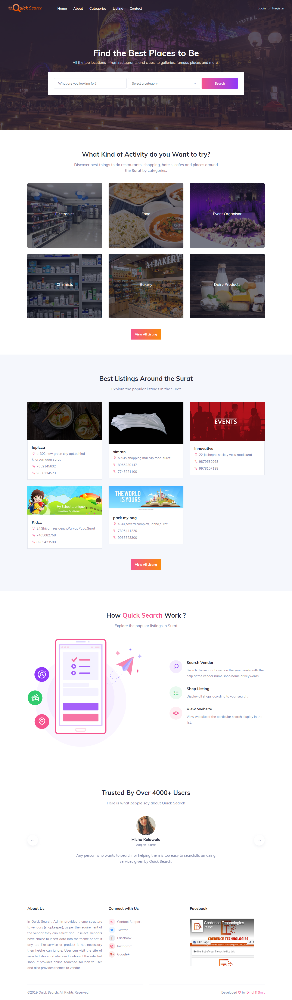 Quick Search
Home About Categories Listing Contact
Login or Register
NOVOTEL
Find the Best Places to Be
All the top locations – from restaurants and clubs, to galleries, famous places and more..
What are you looking for?
Select a category
Search
What Kind of Activity do you Want to try?
Discover best things to do restaurants, shopping, hotels, cafes and places around
the Surat by categories.
Electronics
Food
Event Organisor
A-1 BAKERY
Chemists
Bakery
Dairy Products
View All Listing
Best Listings Around the Surat
Explore the popular listings in the Surat
lapizza
a-302 new green city apt.behind
kharvarnagar surat.
7852145632
9658234523
simran
b-545,shopping mall vip road-surat
8965230147
7745221100
EVENTS
innovative
22,Joshephs society,Vesu road,surat
9879539968
9978107138
My School is unique
educational for children.
Kidzz
24,Shivam residency,Parvat Patia,Surat
7405082758
8965423599
THE WORLD
IS YOURS
pack my bag
4-44,savera complex,udhna,surat
7895441220
9965523300
View All Listing
How Quick Search Work ?
Explore the popular listings in Surat
Search Vendor
Search the vendor based on the your needs with the
help of the vendor name,shop name or keywords.
Shop Listing
Display all shops acording to your search.
View Website
View website of the particular search display in the
list.
Trusted By Over 4000+ Users
Here is what people say about Quick Search
Misha Kelawala
Adajan , Surat
Any person who wants to search for helping them is too easy to search.Its amazing
services given by Quick Search.
About Us
In Quick Search, Admin provides theme structure
to vendors (shopkeeper), as per the requirement of
the vendor they can select and unselect. Vendors
have choice to insert data into the theme or not, if
any tab like service or product is not necessary
then he/she can ignore. User can visit the site of
selected shop and also see location of the selected
shop. It provides online searched solution to user
and also provides themes to vendor.
Connect with Us
Contact Support
Twitter
Facebook
Instagram
Google+
Facebook
Credence Technologies
10 likes
CREDENCE TECHNOLOGIES
Like Page
S
Be the first of your friends to like this
©2019 Quick Search. All Rights Reserved.
Developed by Dinal & Smit